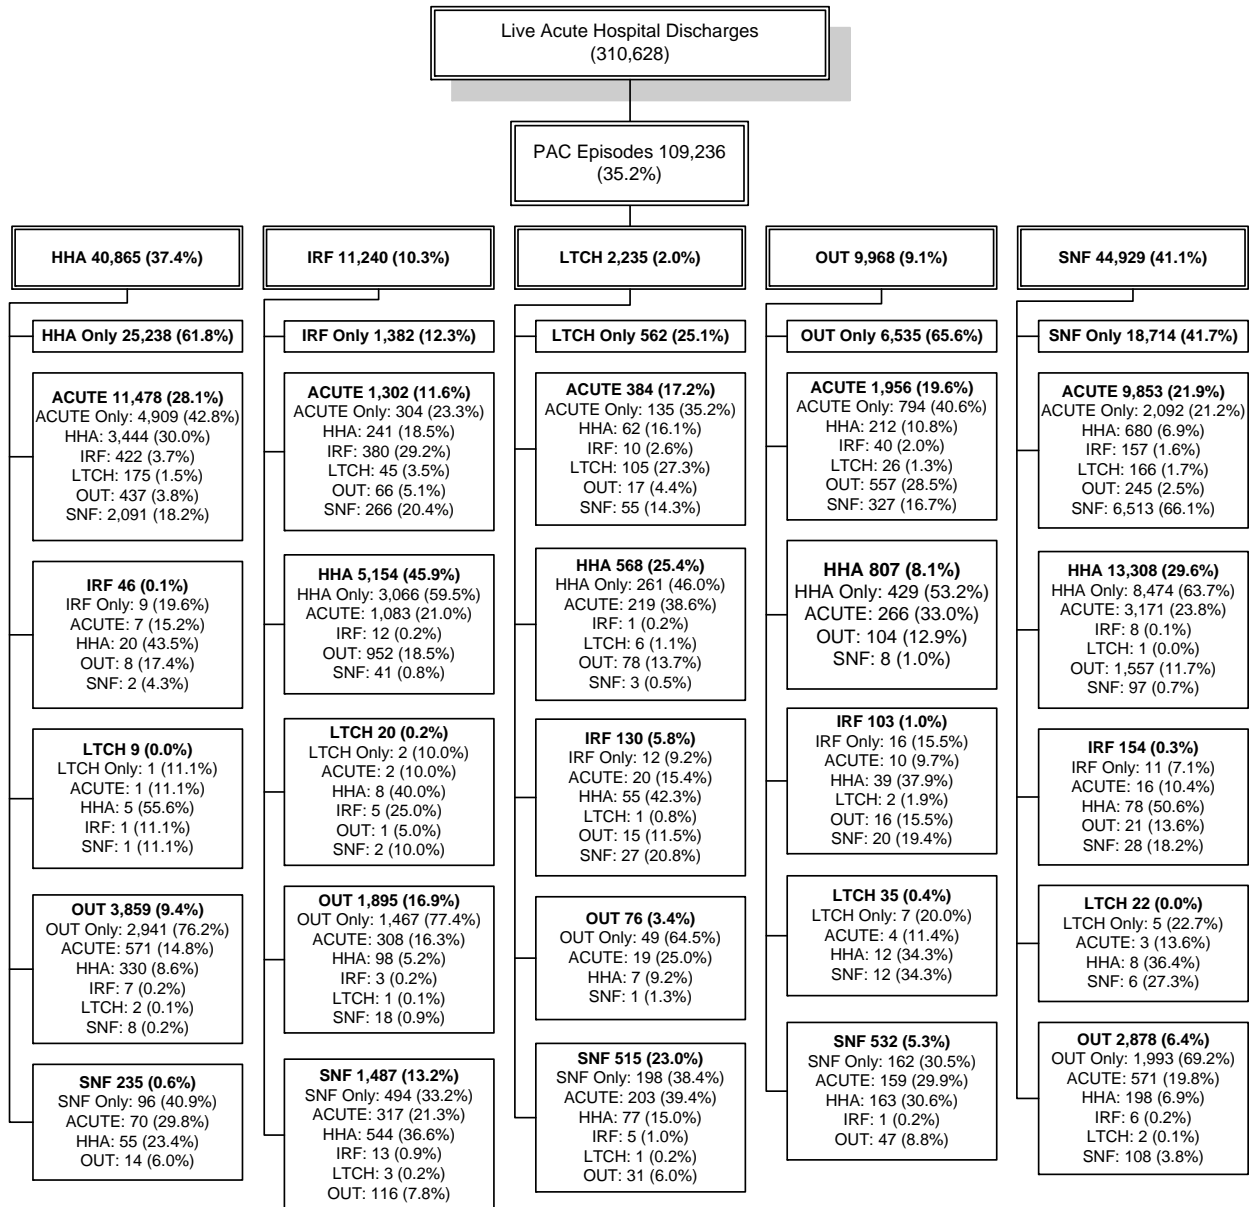 Live Acute Hospital Discharges
(310,628)
PAC Episodes 109,236
(35.2%)
HHA 40,865 (37.4%)
HHA Only 25,238 (61.8%)
ACUTE 11,478 (28.1%)
ACUTE Only: 4,909 (42.8%)
HHA: 3,444 (30.0%)
IRF: 422 (3.7%)
LTCH: 175 (1.5%)
OUT: 437 (3.8%)
SNF: 2,091 (18.2%)
IRF 46 (0.1%)
IRF Only: 9 (19.6%)
ACUTE: 7 (15.2%)
HHA: 20 (43.5%)
OUT: 8 (17.4%)
SNF: 2 (4.3%)
LTCH 9 (0.0%)
LTCH Only: 1 (11.1%)
ACUTE: 1 (11.1%)
HHA: 5 (55.6%)
IRF: 1 (11.1%)
SNF: 1 (11.1%)
OUT 3,859 (9.4%)
OUT Only: 2,941 (76.2%)
ACUTE: 571 (14.8%)
HHA: 330 (8.6%)
IRF: 7 (0.2%)
LTCH: 2 (0.1%)
SNF: 8 (0.2%)
SNF 235 (0.6%)
SNF Only: 96 (40.9%)
ACUTE: 70 (29.8%)
HHA: 55 (23.4%)
OUT: 14 (6.0%)
IRF 11,240 (10.3%)
IRF Only 1,382 (12.3%)
ACUTE 1,302 (11.6%)
ACUTE Only: 304 (23.3%)
HHA: 241 (18.5%)
IRF: 380 (29.2%)
LTCH: 45 (3.5%)
OUT: 66 (5.1%)
SNF: 266 (20.4%)
HHA 5,154 (45.9%)
HHA Only: 3,066 (59.5%)
ACUTE: 1,083 (21.0%)
IRF: 12 (0.2%)
OUT: 952 (18.5%)
SNF: 41 (0.8%)
LTCH 20 (0.2%)
LTCH Only: 2 (10.0%)
ACUTE: 2 (10.0%)
HHA: 8 (40.0%)
IRF: 5 (25.0%)
OUT: 1 (5.0%)
SNF: 2 (10.0%)
OUT 1,895 (16.9%)
OUT Only: 1,467 (77.4%)
ACUTE: 308 (16.3%)
HHA: 98 (5.2%)
IRF: 3 (0.2%)
LTCH: 1 (0.1%)
SNF: 18 (0.9%)
SNF 1,487 (13.2%)
SNF Only: 494 (33.2%)
ACUTE: 317 (21.3%)
HHA: 544 (36.6%)
IRF: 13 (0.9%)
LTCH: 3 (0.2%)
OUT: 116 (7.8%)
LTCH 2,235 (2.0%)
LTCH Only 562 (25.1%)
ACUTE 384 (17.2%)
ACUTE Only: 135 (35.2%)
HHA: 62 (16.1%)
IRF: 10 (2.6%)
LTCH: 105 (27.3%)
OUT: 17 (4.4%)
SNF: 55 (14.3%)
HHA 568 (25.4%)
HHA Only: 261 (46.0%)
ACUTE: 219 (38.6%)
IRF: 1 (0.2%)
LTCH: 6 (1.1%)
OUT: 78 (13.7%)
SNF: 3 (0.5%)
IRF 130 (5.8%)
IRF Only: 12 (9.2%)
ACUTE: 20 (15.4%)
HHA: 55 (42.3%)
LTCH: 1 (0.8%)
OUT: 15 (11.5%)
SNF: 27 (20.8%)
OUT 76 (3.4%)
OUT Only: 49 (64.5%)
ACUTE: 19 (25.0%)
HHA: 7 (9.2%)
SNF: 1 (1.3%)
SNF 515 (23.0%)
SNF Only: 198 (38.4%)
ACUTE: 203 (39.4%)
HHA: 77 (15.0%)
IRF: 5 (1.0%)
LTCH: 1 (0.2%)
OUT: 31 (6.0%)
OUT 9,968 (9.1%)
OUT Only 6,535 (65.6%)
ACUTE 1,956 (19.6%)
ACUTE Only: 794 (40.6%)
HHA: 212 (10.8%)
IRF: 40 (2.0%)
LTCH: 26 (1.3%)
OUT: 557 (28.5%)
SNF: 327 (16.7%)
HHA 807 (8.1%)
HHA Only: 429 (53.2%)
ACUTE: 266 (33.0%)
OUT: 104 (12.9%)
SNF: 8 (1.0%)
IRF 103 (1.0%)
IRF Only: 16 (15.5%)
ACUTE: 10 (9.7%)
HHA: 39 (37.9%)
LTCH: 2 (1.9%)
OUT: 16 (15.5%)
SNF: 20 (19.4%)
LTCH 35 (0.4%)
LTCH Only: 7 (20.0%)
ACUTE: 4 (11.4%)
HHA: 12 (34.3%)
SNF: 12 (34.3%)
SNF 532 (5.3%)
SNF Only: 162 (30.5%)
ACUTE: 159 (29.9%)
HHA: 163 (30.6%)
IRF: 1 (0.2%)
OUT: 47 (8.8%)
SNF 44,929 (41.1%)
SNF Only 18,714 (41.7%)
ACUTE 9,853 (21.9%)
ACUTE Only: 2,092 (21.2%)
HHA: 680 (6.9%)
IRF: 157 (1.6%)
LTCH: 166 (1.7%)
OUT: 245 (2.5%)
SNF: 6,513 (66.1%)
HHA 13,308 (29.6%)
HHA Only: 8,474 (63.7%)
ACUTE: 3,171 (23.8%)
IRF: 8 (0.1%)
LTCH: 1 (0.0%)
OUT: 1,557 (11.7%)
SNF: 97 (0.7%)
IRF 154 (0.3%)
IRF Only: 11 (7.1%)
ACUTE: 16 (10.4%)
HHA: 78 (50.6%)
OUT: 21 (13.6%)
SNF: 28 (18.2%)
LTCH 22 (0.0%)
LTCH Only: 5 (22.7%)
ACUTE: 3 (13.6%)
HHA: 8 (36.4%)
SNF: 6 (27.3%)
OUT 2,878 (6.4%)
OUT Only: 1,993 (69.2%)
ACUTE: 571 (19.8%)
HHA: 198 (6.9%)
IRF: 6 (0.2%)
LTCH: 2 (0.1%)
SNF: 108 (3.8%)